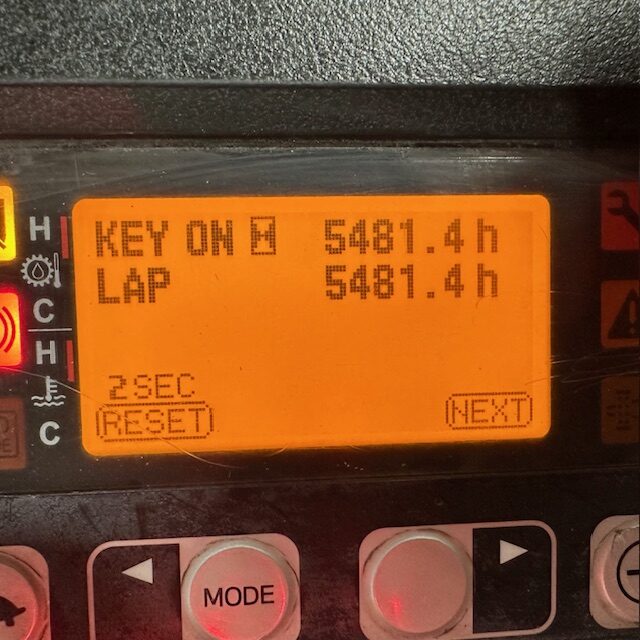 KEY ON M 5481.4h
LAP 5481.4h
2SEC
RESET
NEXT
H
C
H
C
MODE